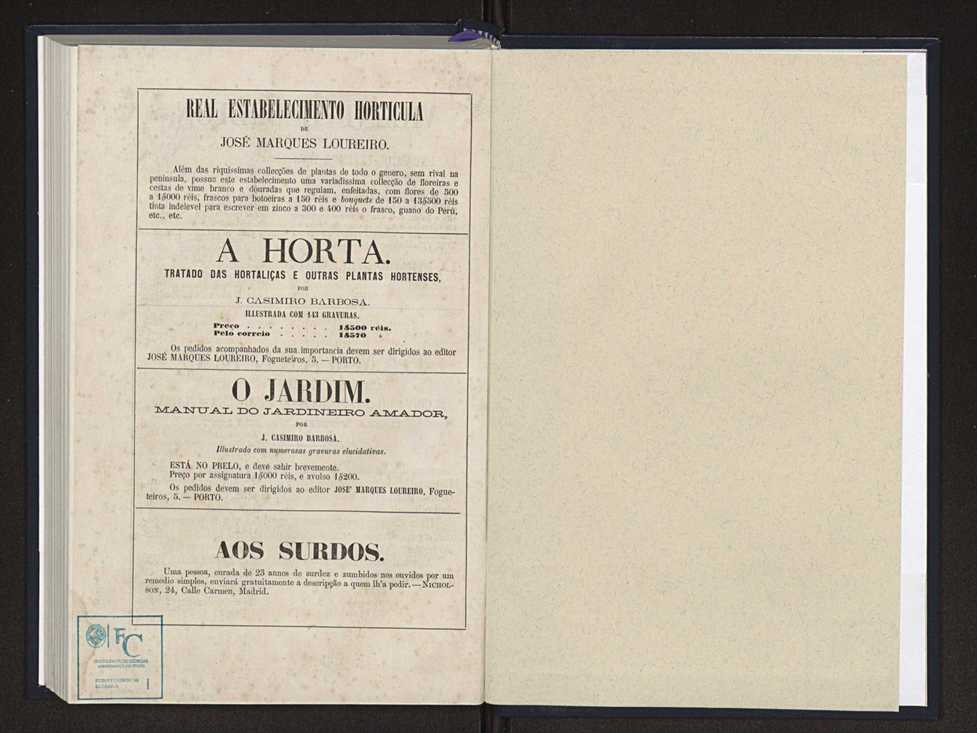 REAL ESTABELECIMENTO HORTICULA
DE
JOSÉ MARQUES LOUREIRO.
Além das riquissimas collecções de plantas de todo o genero, sem rival na
peninsula, possue este estabelecimento uma variadissima collecção de floreiras e
cestas de vime branco e douradas que regulam, enfeitadas, com flores de 500
a 1$000 réis, frascos para botoeiras a 150 réis e bouquets de 150 a 13$500 réis
tinta indelevel para escrever em zinco a 300 e 400 réis o frasco, guano do Perú,
etc., etc.
A HORTA.
TRATADO DAS HORTALIÇAS E OUTRAS PLANTAS HORTENSES,
POR
J. CASIMIRO BARBOSA.
ILLUSTRADA COM 143 GRAVURAS.
Preço . . . . . . . . 1$500 réis.
Pelo correio . . . . . 1$570 »
Os pedidos acompanhados da sua importancia devem ser dirigidos ao editor
JOSÉ MARQUES LOUREIRO, Fogueteiros, 5. — PORTO.
O JARDIM.
MANUAL DO JARDINEIRO AMADOR,
POR
J. CASIMIRO BARBOSA.
Illustrado com numerosas gravuras elucidativas.
ESTÁ NO PRELO, e deve sahir brevemente.
Preço por assignatura 1$000 réis, e avulso 1$200.
Os pedidos devem ser dirigidos ao editor JOSE' MARQUES LOUREIRO, Fogue-
teiros, 5. — PORTO.
AOS SURDOS.
Uma pessoa, curada de 23 annos de surdez e zumbidos nos ouvidos por um
remedio simples, enviará gratuitamente a descripção a quem lh'a pedir. — NICHOL-
SON, 24, Calle Carmen, Madrid.
FC